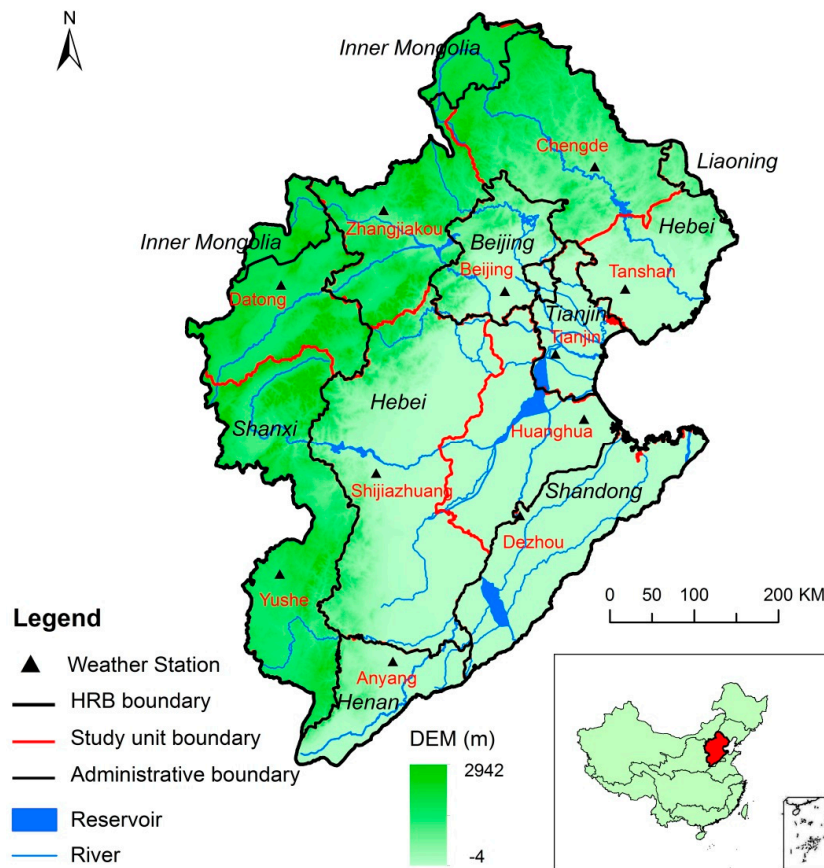 N
Inner Mongolia
Chengde
Liaoning
Zhangjiakou
Hebei
Inner Mongolia
Beijing
Beijing
Tanshan
Datong
Tianjin
Tianjin
Hebei
Shanxi
Huanghua
Shijiazhuang
Shandong
Dezhou
Yushe
0 50 100 200 KM
Anyang
Henan
Legend
Weather Station
HRB boundary
Study unit boundary
Administrative boundary
Reservoir
River
DEM (m)
2942
-4